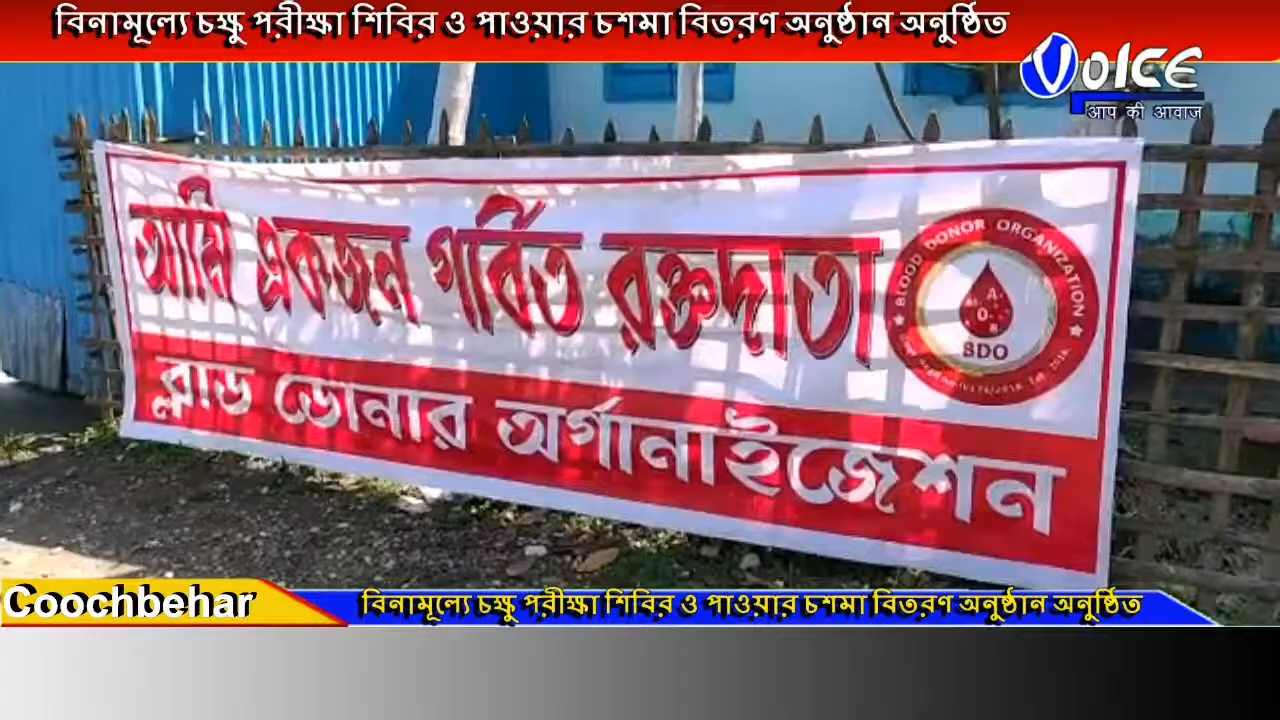 বিনামূল্যে চক্ষু পরীক্ষা শিবির ও পাওয়ার চশমা বিতরণ অনুষ্ঠান অনুষ্ঠিত
VOICE
आप की आवाज
আমি একজন গর্বিত রক্তদাতা
BLOOD DONOR ORGANIZATION
A
O
B
BDO
ব্লাড ডোনার অর্গানাইজেশন
Coochbehar
বিনামূল্যে চক্ষু পরীক্ষা শিবির ও পাওয়ার চশমা বিতরণ অনুষ্ঠান অনুষ্ঠিত